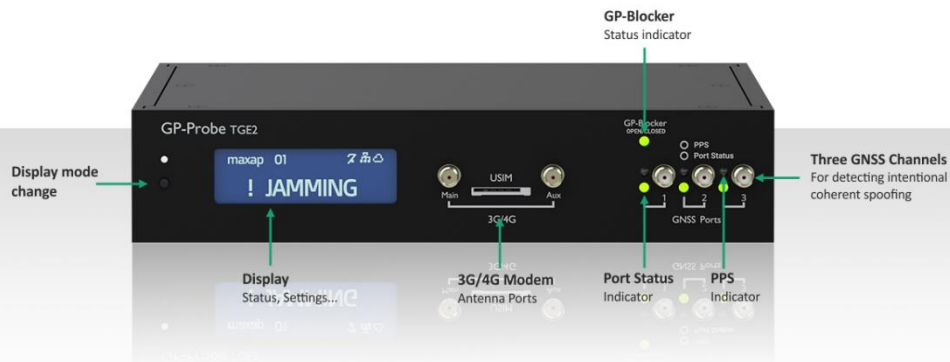 GP-Blocker
Status indicator
GP-Probe TGE2
GP-Blocker
OPEN/CLOSED
PPS
Port Status
maxap 01
! JAMMING
Main
USIM
Aux
3G/4G
1
2
3
GNSS Ports
Display mode
change
Three GNSS Channels
For detecting intentional
coherent spoofing
Display
Status, Settings...
3G/4G Modem
Antenna Ports
Port Status
Indicator
PPS
Indicator